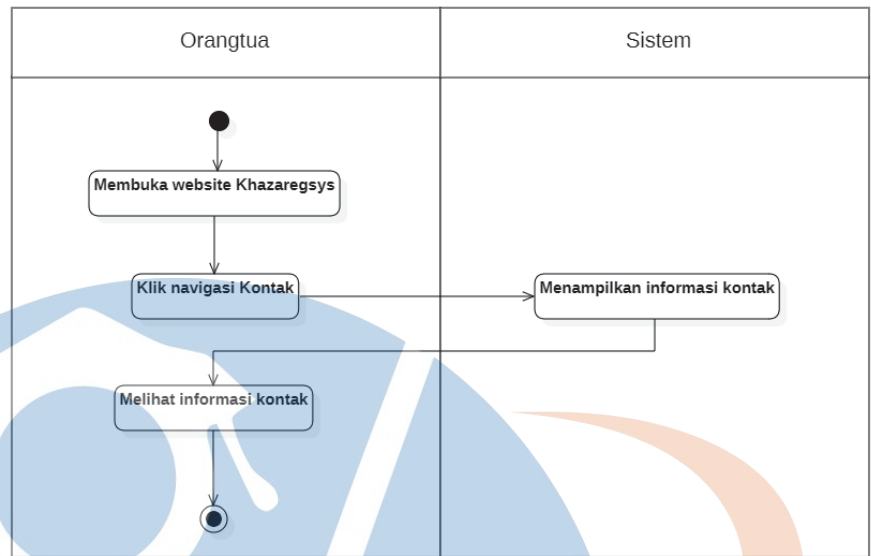 Orangtua
Sistem
Membuka website Khazaregsys
Klik navigasi Kontak
Menampilkan informasi kontak
Melihat informasi kontak